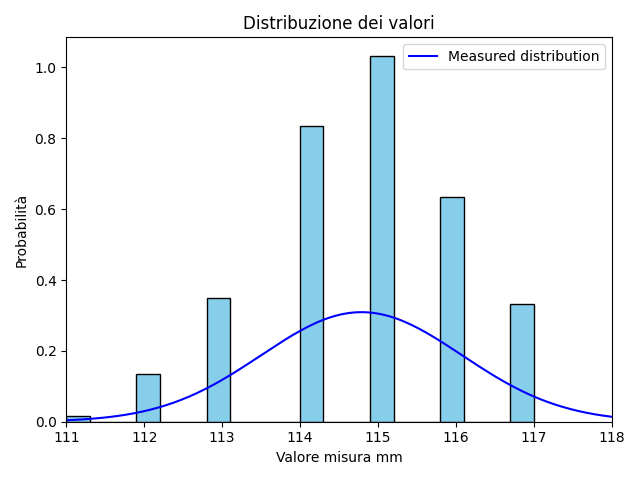 Distribuzione dei valori
Measured distribution
Probabilità
1.0
0.8
0.6
0.4
0.2
0.0
111 112 113 114 115 116 117 118
Valore misura mm